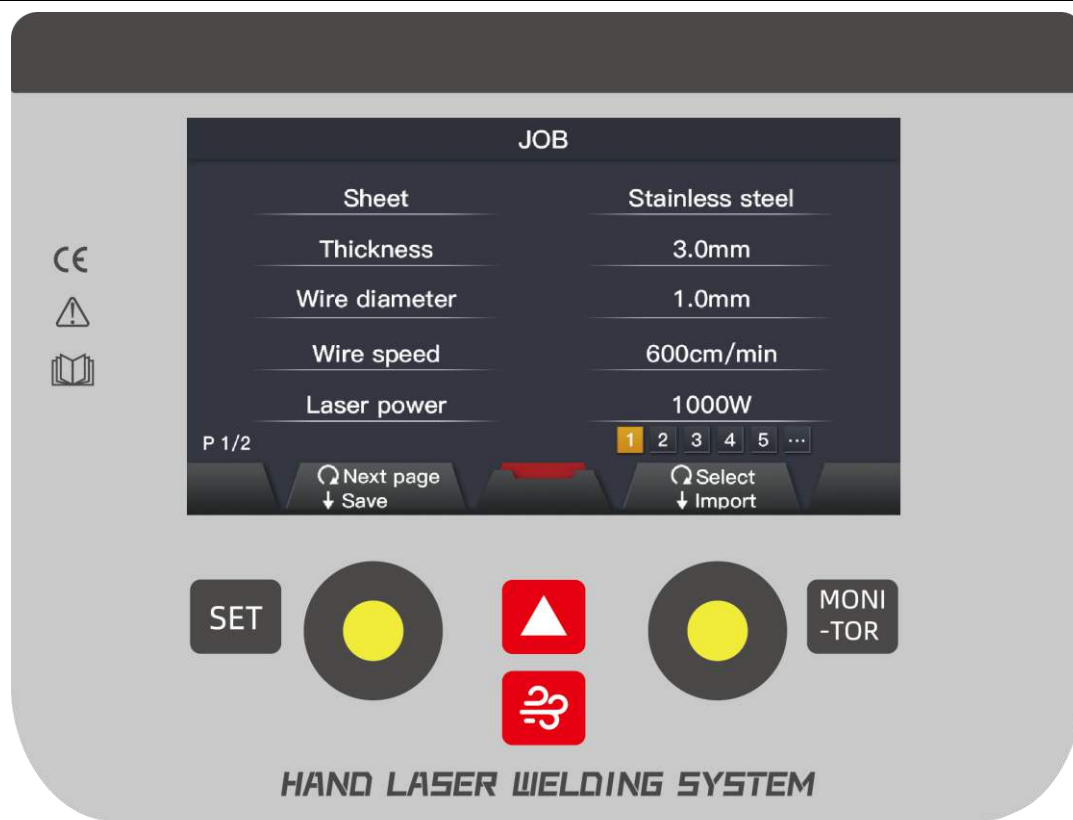 JOB
Sheet Stainless steel
Thickness 3.0mm
Wire diameter 1.0mm
Wire speed 600cm/min
Laser power 1000W
P 1/2 1 2 3 4 5 ...
Next page Select
↓ Save ↓ Import
CE
SET
MONI
-TOR
HAND LASER WELDING SYSTEM